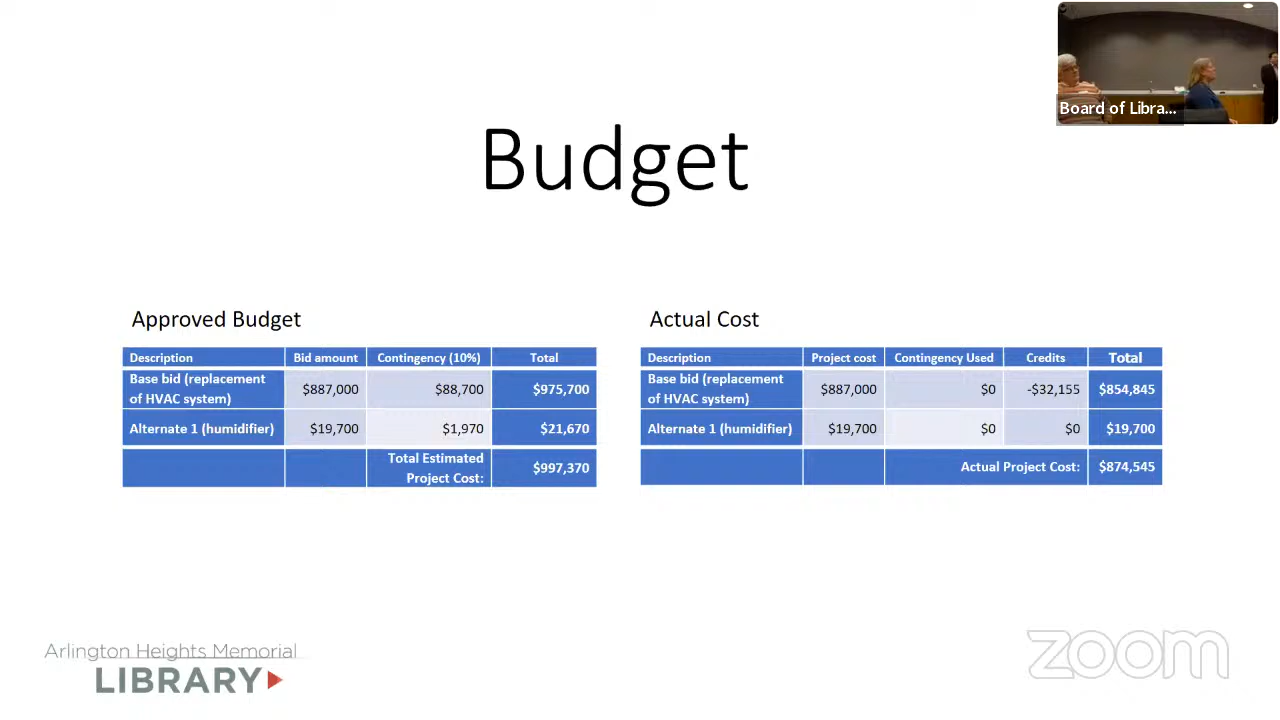 Board of Libra...
Budget
Approved Budget
Description Bid amount Contingency (10%) Total
Base bid (replacement
of HVAC system) $887,000 $88,700 $975,700
Alternate 1 (humidifier) $19,700 $1,970 $21,670
Total Estimated
Project Cost: $997,370
Actual Cost
Description Project cost Contingency Used Credits Total
Base bid (replacement
of HVAC system) $887,000 $0 -$32,155 $854,845
Alternate 1 (humidifier) $19,700 $0 $0 $19,700
Actual Project Cost: $874,545
Arlington Heights Memorial
LIBRARY
zoom